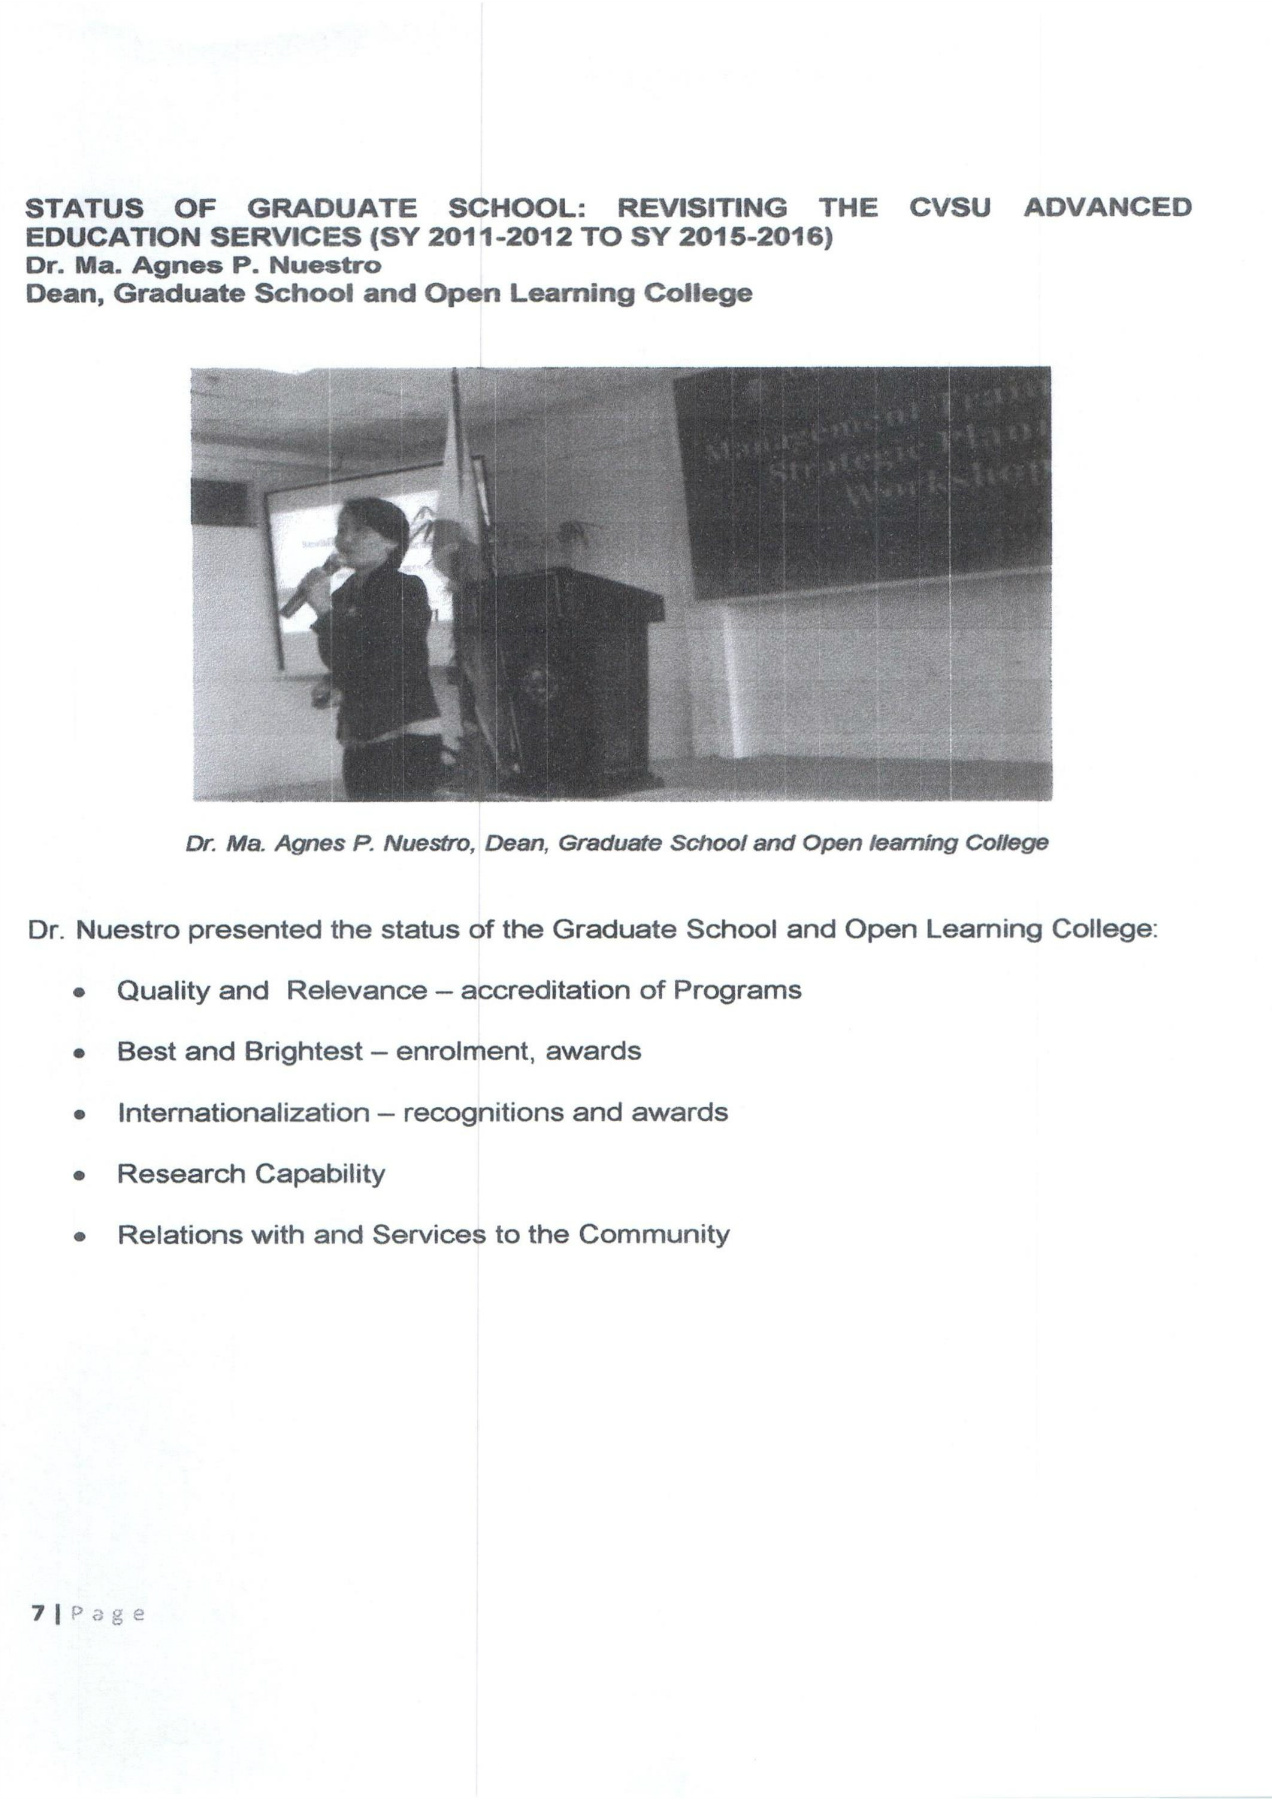 STATUS OF GRADUATE SCHOOL: REVISITING THE CVSU ADVANCED
EDUCATION SERVICES (SY 2011-2012 TO SY 2015-2016)
Dr. Ma. Agnes P. Nuestro
Dean, Graduate School and Open Learning College
Management
Strategic
Workshop
Dr. Ma. Agnes P. Nuestro, Dean, Graduate School and Open learning College
Dr. Nuestro presented the status of the Graduate School and Open Learning College:
• Quality and Relevance – accreditation of Programs
• Best and Brightest – enrolment, awards
• Internationalization – recognitions and awards
• Research Capability
• Relations with and Services to the Community
7 | Page